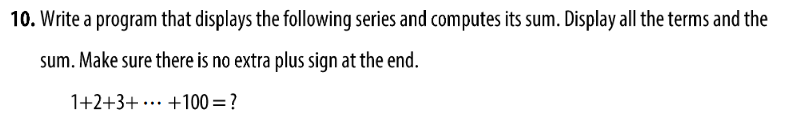 10. Write a program that displays the following series and computes its sum. Display all the terms and the
sum. Make sure there is no extra plus sign at the end.
1+2+3+ ··· +100 = ?